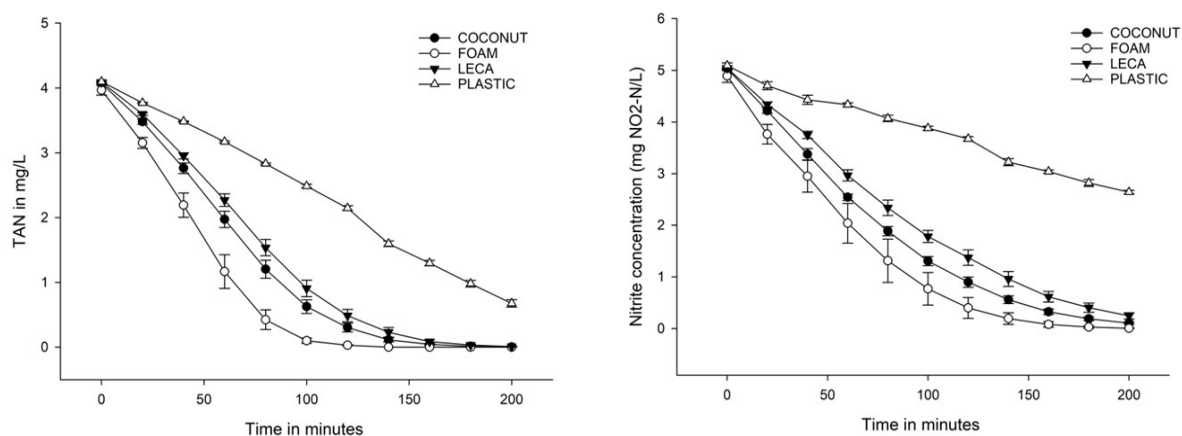 5
4
3
2
1
0
TAN in mg/L
COCONUT
FOAM
LECA
PLASTIC
0 50 100 150 200
Time in minutes
6
5
4
3
2
1
0
Nitrite concentration (mg NO2-N/L)
COCONUT
FOAM
LECA
PLASTIC
0 50 100 150 200
Time in minutes